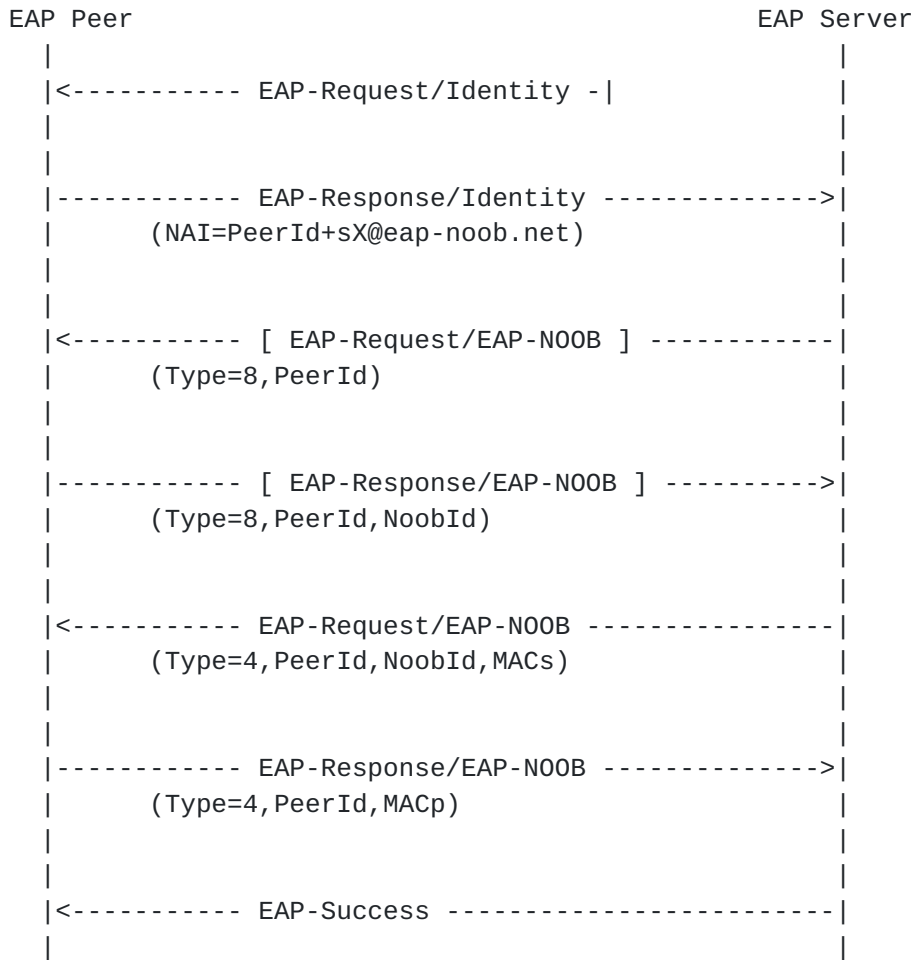 EAP Peer                                        EAP Server
  |                                                   |
  |<----------- EAP-Request/Identity -|               |
  |                                                   |
  |                                                   |
  |------------ EAP-Response/Identity -------------->|
  |      (NAI=PeerId+sX@eap-noob.net)                 |
  |                                                   |
  |                                                   |
  |<----------- [ EAP-Request/EAP-NOOB ] ------------|
  |      (Type=8,PeerId)                              |
  |                                                   |
  |                                                   |
  |------------ [ EAP-Response/EAP-NOOB ] ---------->|
  |      (Type=8,PeerId,NoobId)                       |
  |                                                   |
  |                                                   |
  |<----------- EAP-Request/EAP-NOOB ----------------|
  |      (Type=4,PeerId,NoobId,MACs)                  |
  |                                                   |
  |                                                   |
  |------------ EAP-Response/EAP-NOOB -------------->|
  |      (Type=4,PeerId,MACp)                         |
  |                                                   |
  |                                                   |
  |<----------- EAP-Success -------------------------|
  |                                                   |